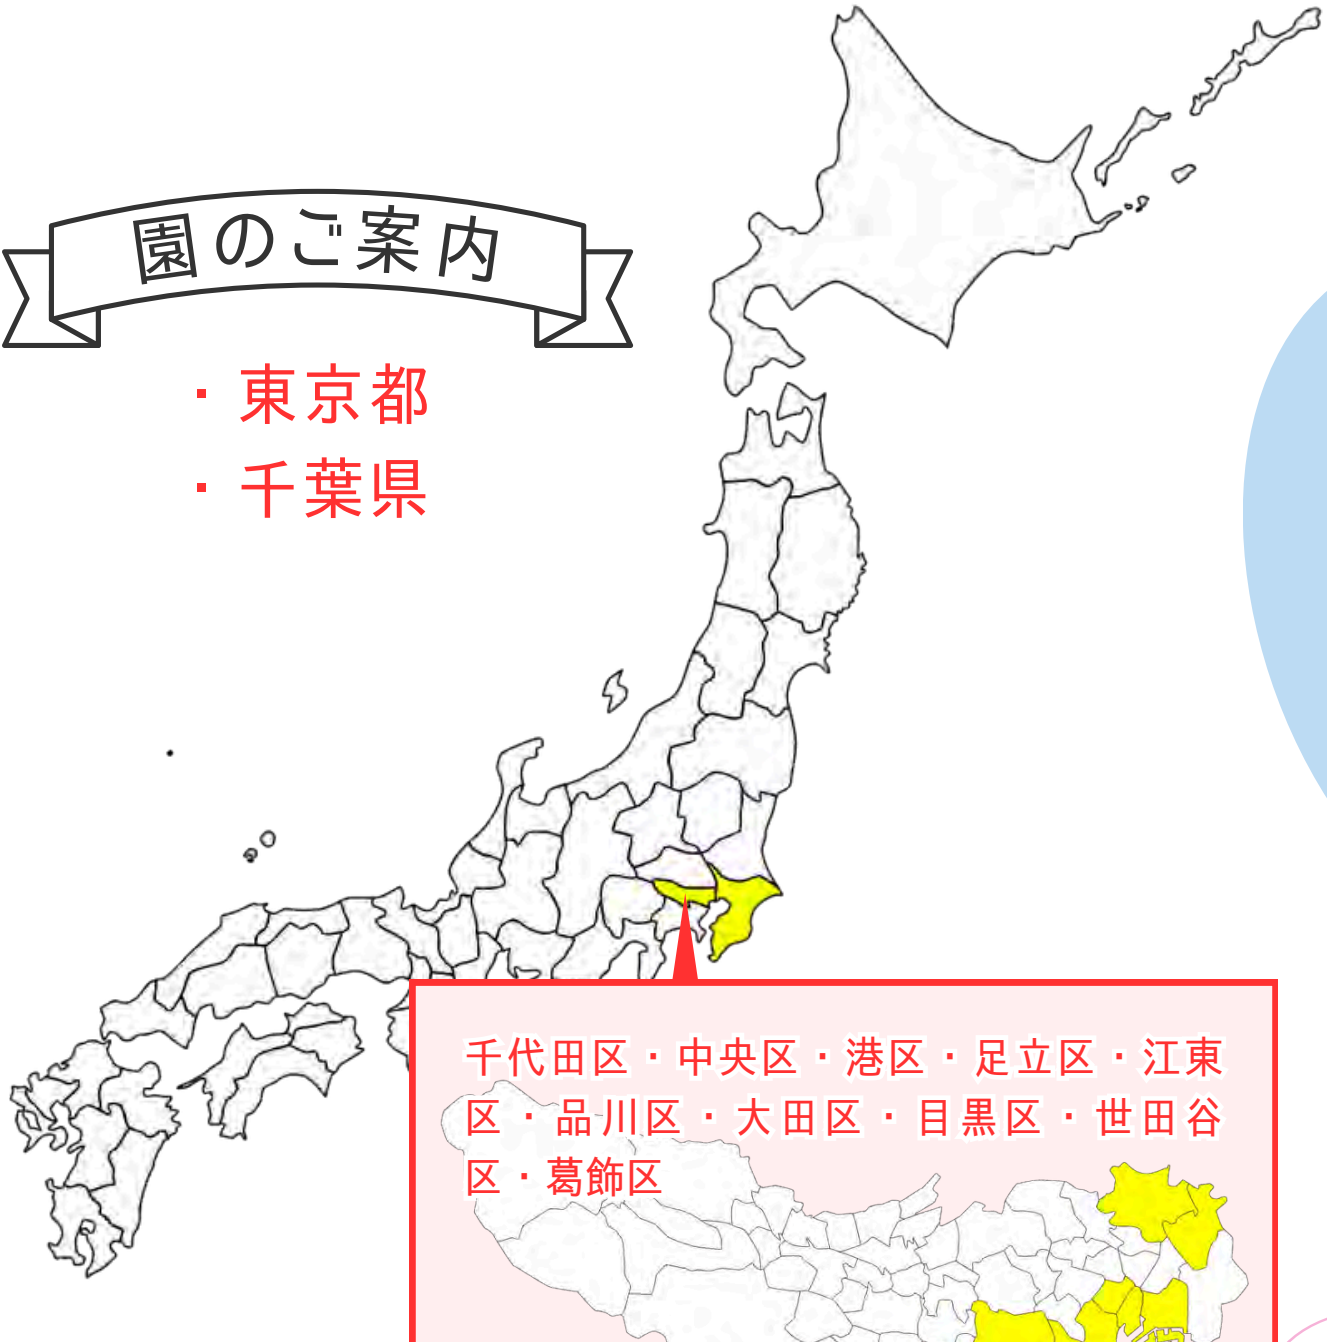 園のご案内
・東京都
・千葉県
千代田区・中央区・港区・足立区・江東
区・品川区・大田区・目黒区・世田谷
区・葛飾区